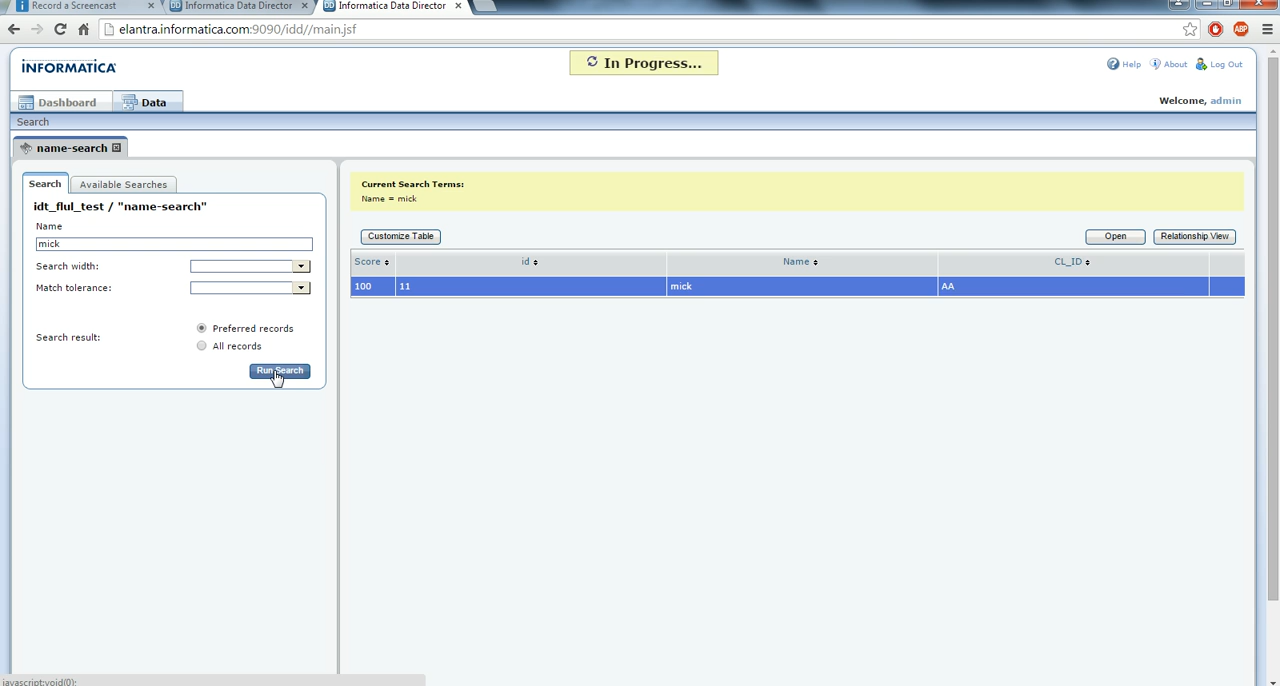 Record a Screencast
Informatica Data Director
Informatica Data Director
elantra.informatica.com:9090/idd//main.jsf
ABP
INFORMATICA
In Progress...
Help
About
Log Out
Dashboard
Data
Welcome, admin
Search
name-search
Search
Available Searches
idt_flul_test / "name-search"
Name
mick
Search width:
Match tolerance:
Search result:
Preferred records
All records
Run Search
Current Search Terms:
Name = mick
Customize Table
Open
Relationship View
Score
id
Name
CL_ID
100
11
mick
AA
javascript:void(0);